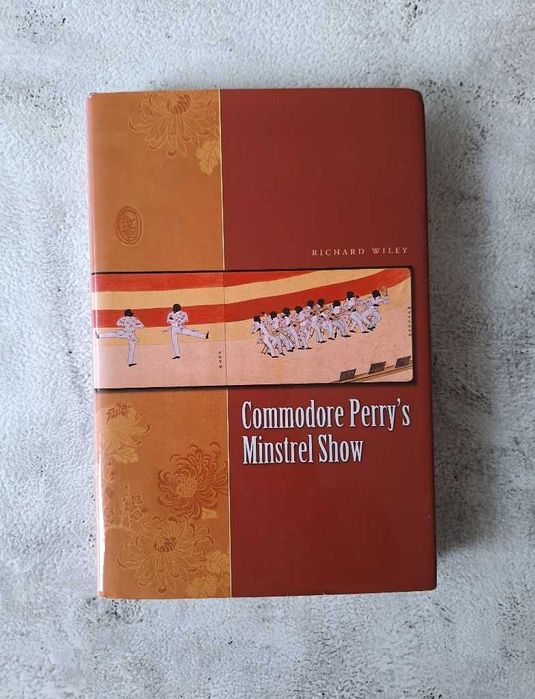 RICHARD WILEY
Commodore Perry's
Minstrel Show